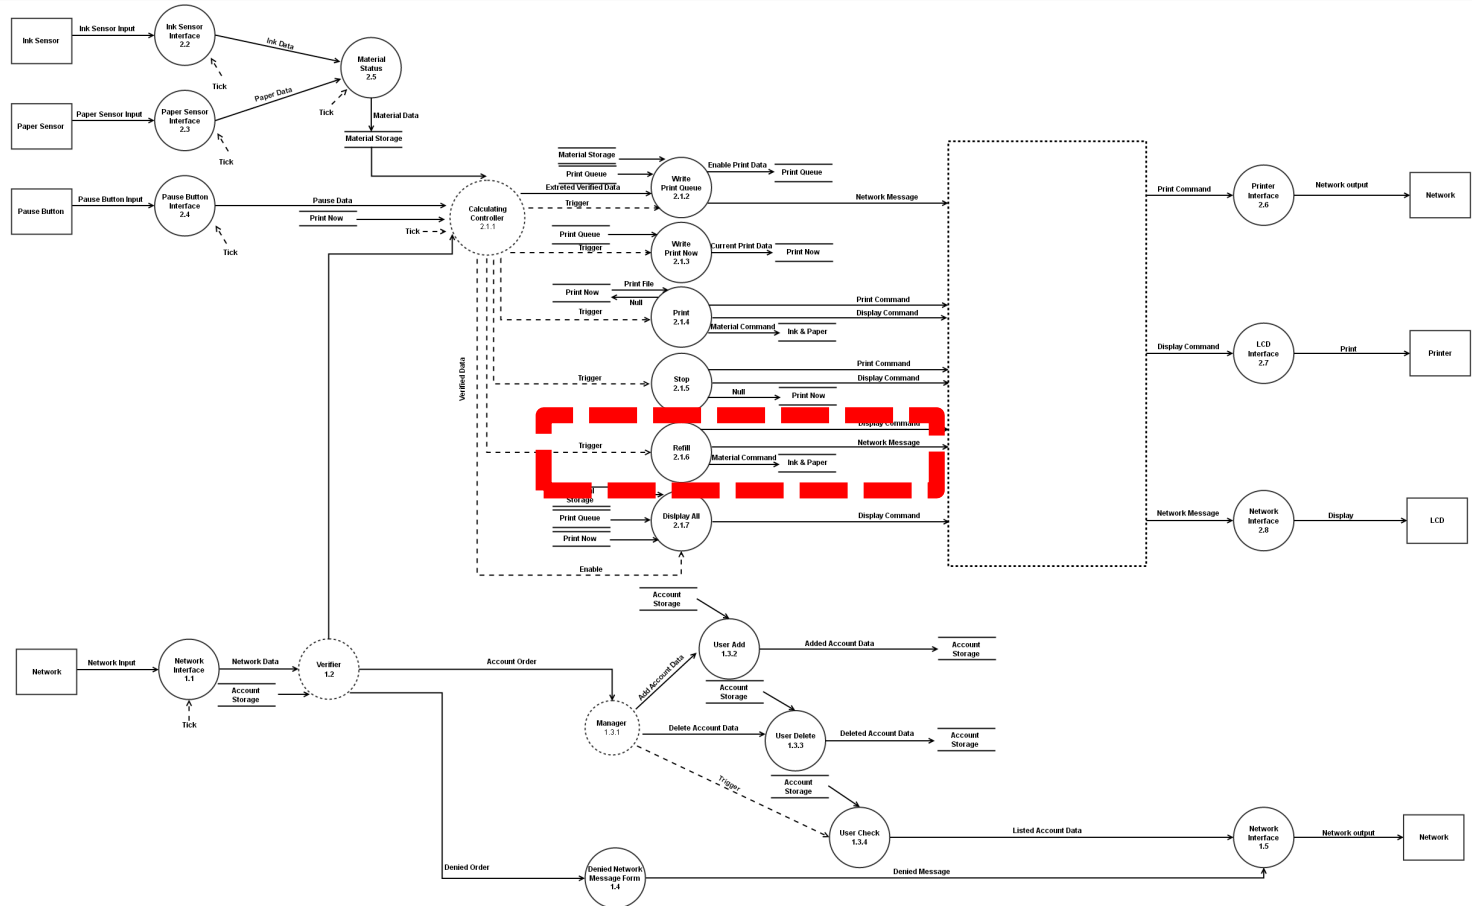 Ink Sensor
Ink Sensor Input
Ink Sensor
Interface
2.2
Ink Data
Tick
Material
Status
2.5
Paper Sensor
Paper Sensor Input
Paper Sensor
Interface
2.3
Paper Data
Tick
Tick
Material Data
Material Storage
Pause Button
Pause Button Input
Pause Button
Interface
2.4
Tick
Pause Data
Print Now
Tick
Calculating
Controller
2.1.1
Material Storage
Print Queue
Extreted Verified Data
Trigger
Write
Print Queue
2.1.2
Enable Print Data
Print Queue
Network Message
Print Queue
Trigger
Write
Print Now
2.1.3
Current Print Data
Print Now
Print Now
Print File
Null
Trigger
Print
2.1.4
Print Command
Display Command
Material Command
Ink & Paper
Trigger
Stop
2.1.5
Print Command
Display Command
Null
Print Now
Trigger
Refill
2.1.6
Display Command
Network Message
Material Command
Ink & Paper
Storage
Print Queue
Print Now
Dislplay All
2.1.7
Display Command
Enable
Verified Data
Print Command
Printer
Interface
2.6
Network output
Network
Display Command
LCD
Interface
2.7
Print
Printer
Network Message
Network
Interface
2.8
Display
LCD
Network
Network Input
Network
Interface
1.1
Tick
Network Data
Account
Storage
Verifier
1.2
Account Order
Manager
1.3.1
Add Account Data
Account
Storage
User Add
1.3.2
Added Account Data
Account
Storage
Delete Account Data
Account
Storage
User Delete
1.3.3
Deleted Account Data
Account
Storage
Trigger
Account
Storage
User Check
1.3.4
Listed Account Data
Network
Interface
1.5
Network output
Network
Denied Order
Denied Network
Message Form
1.4
Denied Message